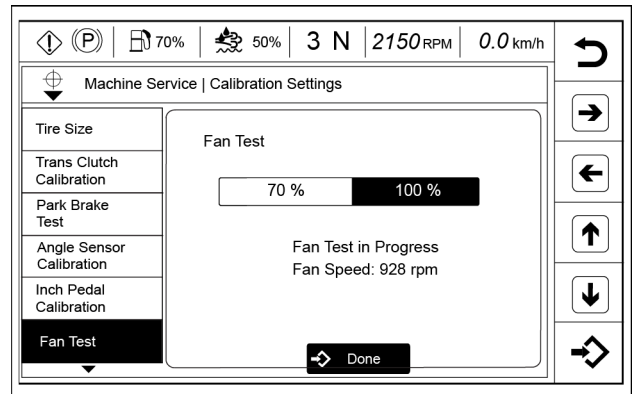 (P) 70% 50% 3 N 2150 RPM 0.0 km/h
Machine Service | Calibration Settings
Tire Size
Trans Clutch
Calibration
Park Brake
Test
Angle Sensor
Calibration
Inch Pedal
Calibration
Fan Test
Fan Test
70 % 100 %
Fan Test in Progress
Fan Speed: 928 rpm
Done